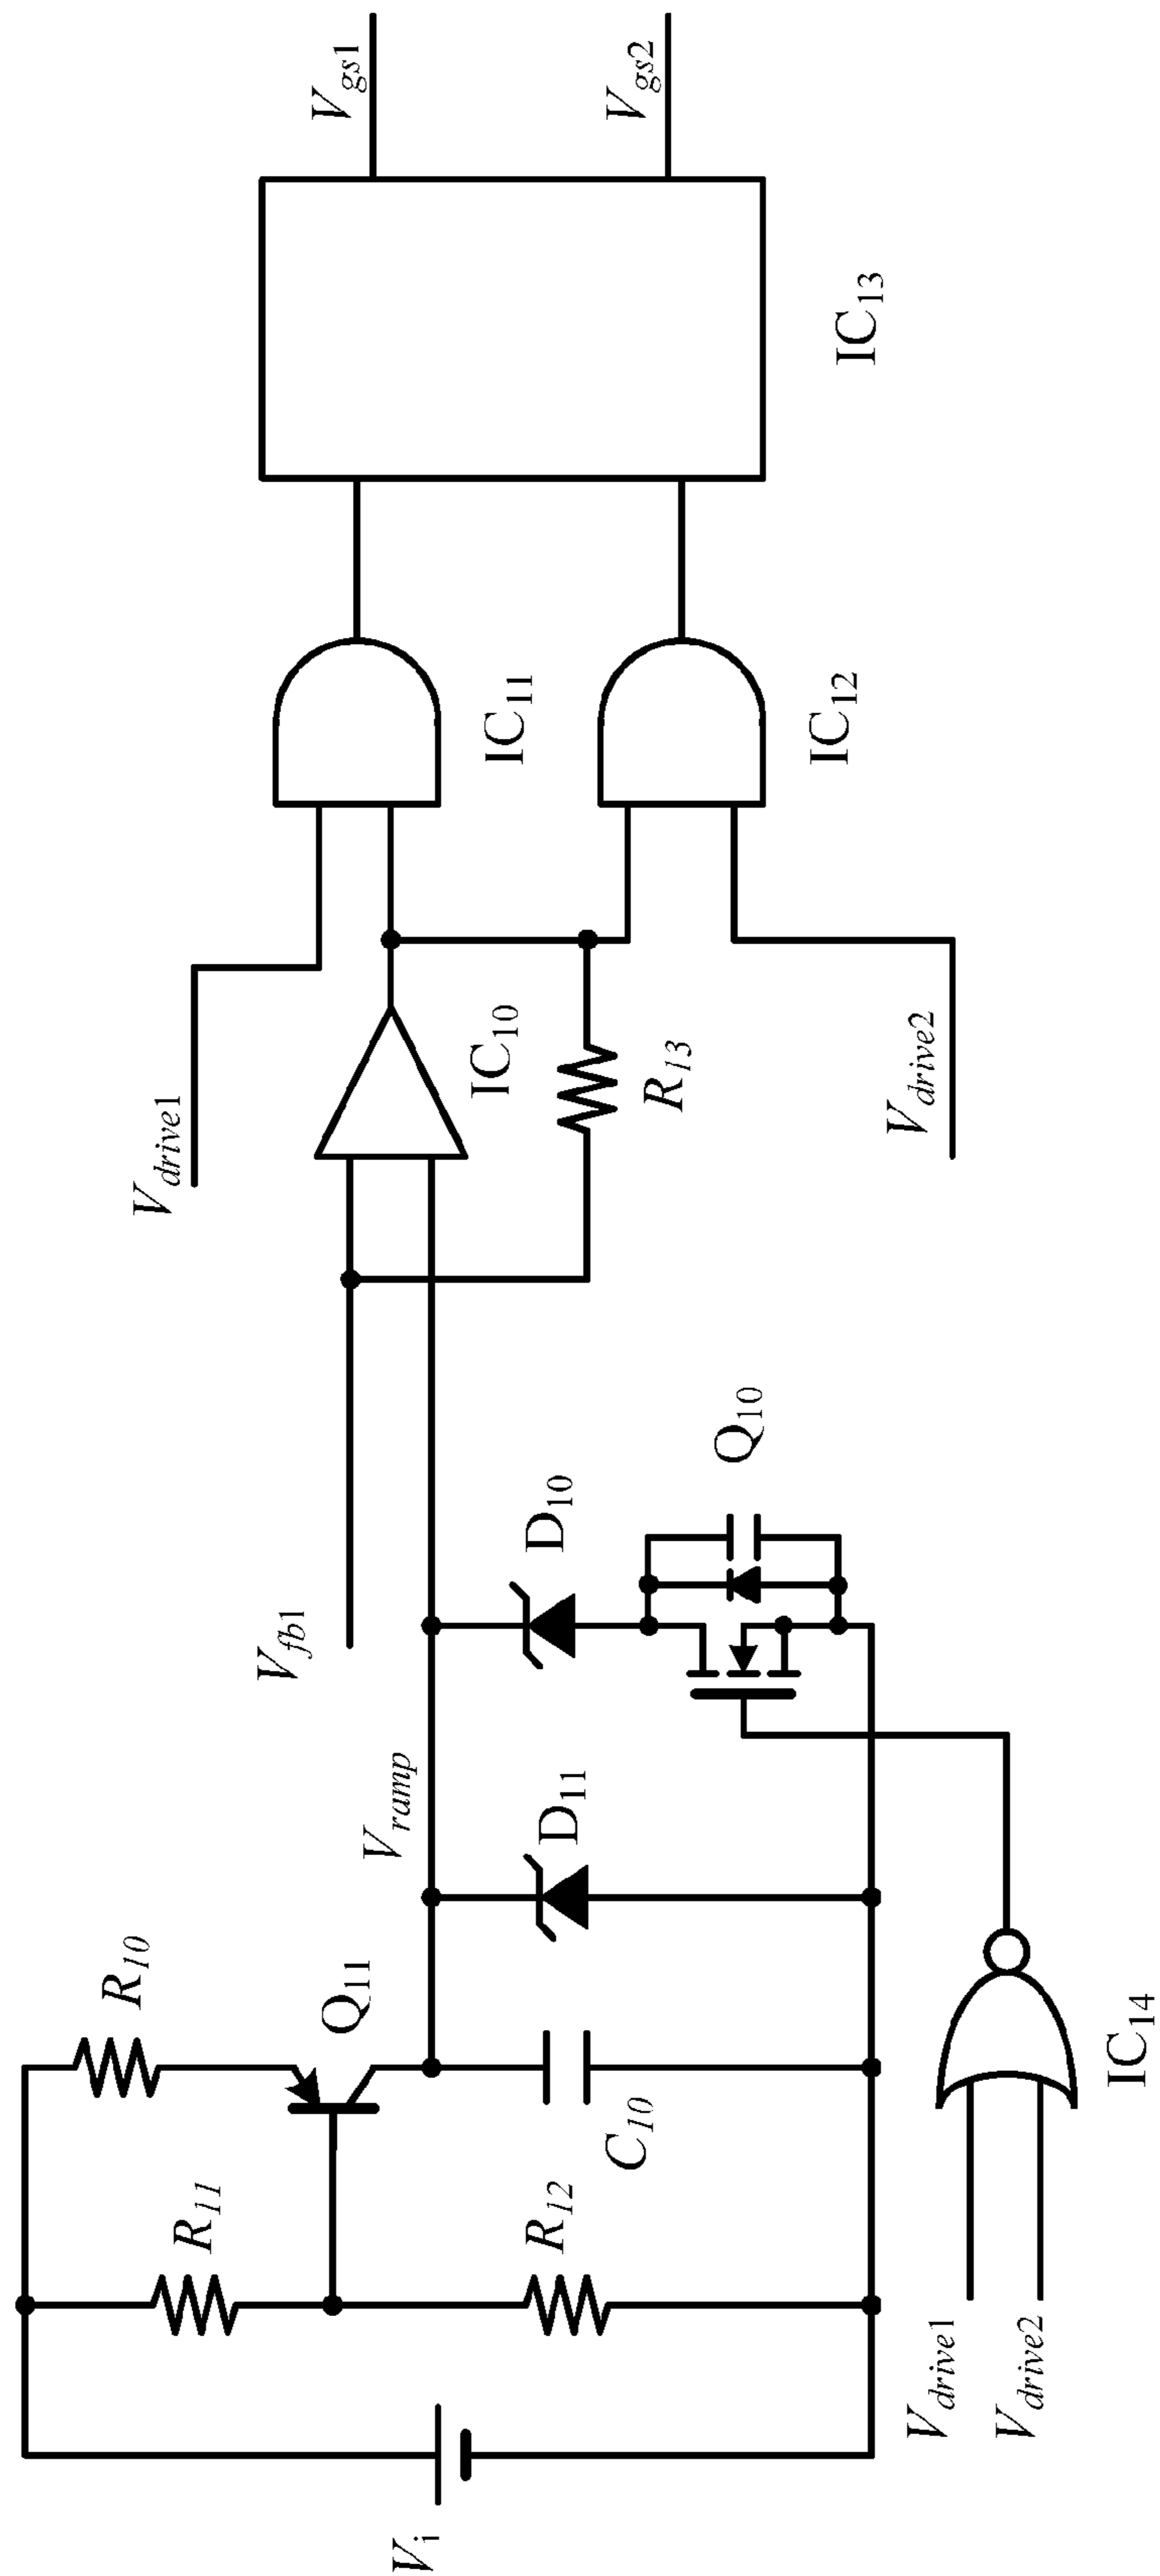 V_i
R_11
R_12
R_10
Q_11
C_10
V_ramp
D_11
D_10
Q_10
V_fb1
V_drive1
IC_10
R_13
V_drive2
IC_11
IC_12
IC_13
V_gs1
V_gs2
V_drive1
V_drive2
IC_14